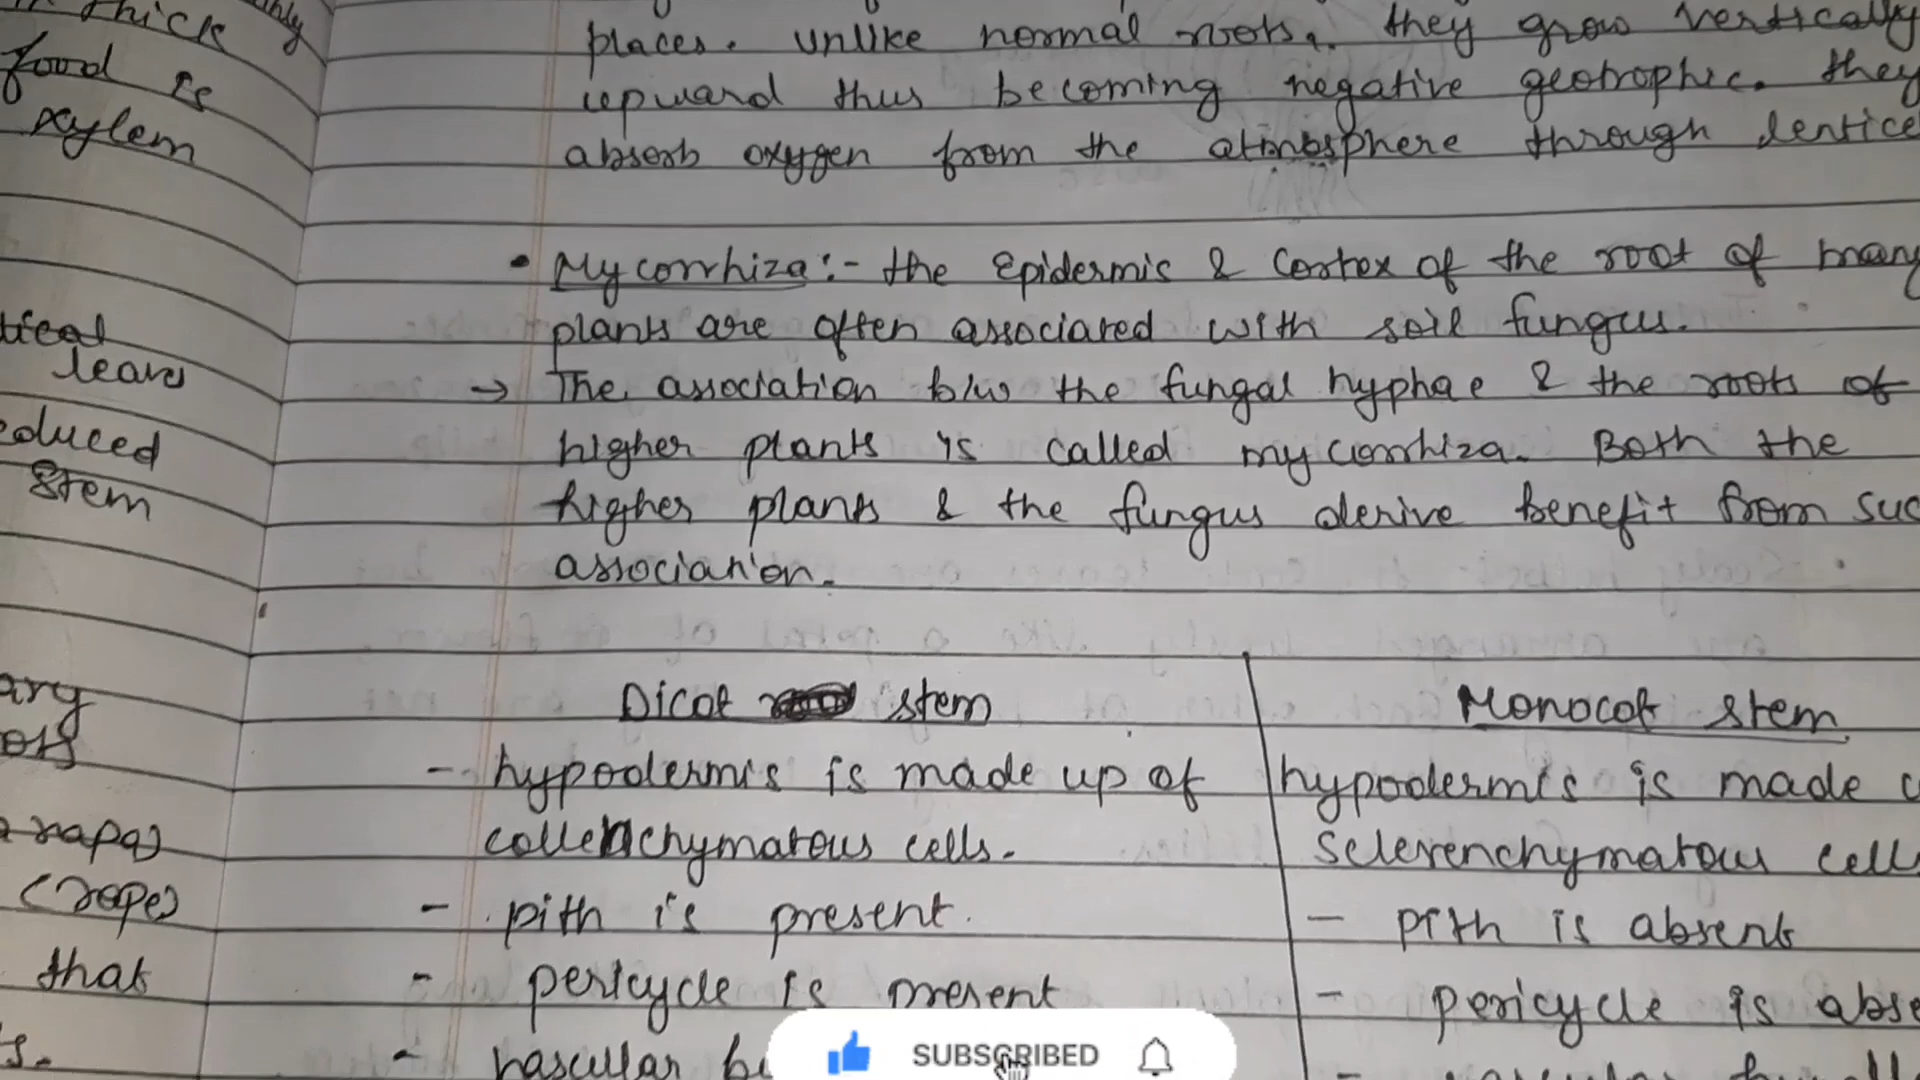 thick
food is
xylem
leaves
stem
(rope)
that
places. Unlike normal roots, they grow vertically
upward thus becoming negative geotrophic. they
absorb oxygen from the atmosphere through lentice
• Mycorrhiza :- the Epidermis & Cortex of the root of many
plants are often associated with soil fungus.
→ The association b/w the fungal hyphae & the roots of
higher plants is called mycorrhiza. Both the
higher plants & the fungus derive benefit from suc
association.
Dicot stem
- hypodermis is made up of
collenchymatous cells.
- pith is present.
- pericycle is present
- vascular bu
Monocot stem
hypodermis is made u
Sclerenchymatous cells
- pith is absent
- pericycle is abse
SUBSCRIBED